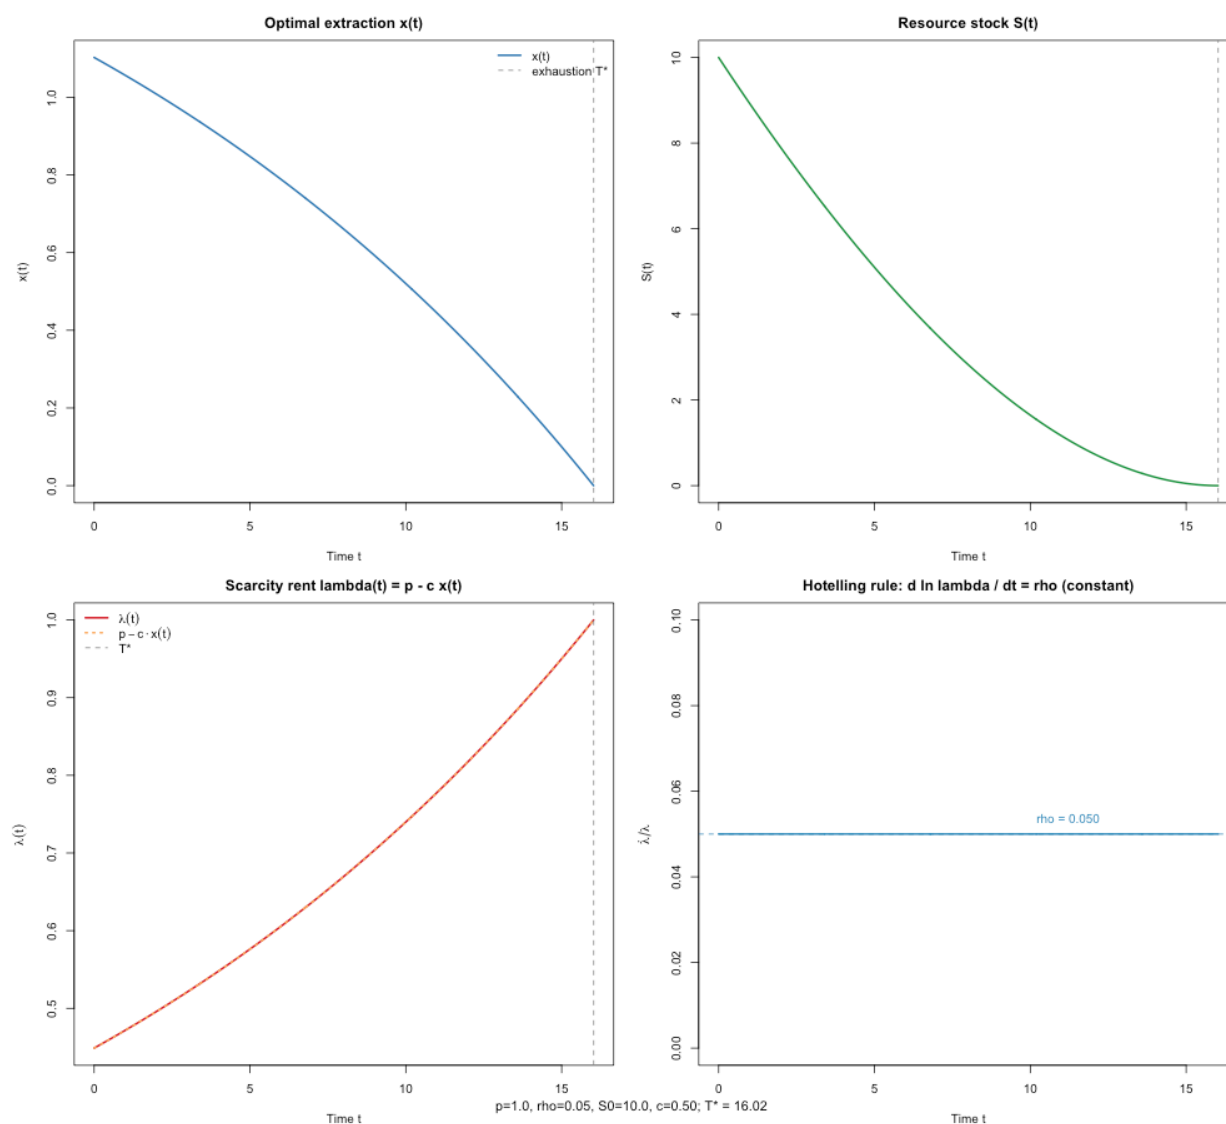 Optimal extraction x(t)
x(t)
exhaustion T*
1.0
0.8
0.6
0.4
0.2
0.0
x(t)
0 5 10 15
Time t
Resource stock S(t)
10
8
6
4
2
0
S(t)
0 5 10 15
Time t
Scarcity rent lambda(t) = p - c x(t)
λ(t)
p − c · x(t)
T*
1.0
0.9
0.8
0.7
0.6
0.5
λ(t)
0 5 10 15
Time t
Hotelling rule: d ln lambda / dt = rho (constant)
0.10
0.08
0.06
0.04
0.02
0.00
λ̇/λ
rho = 0.050
0 5 10 15
Time t
p=1.0, rho=0.05, S0=10.0, c=0.50; T* = 16.02